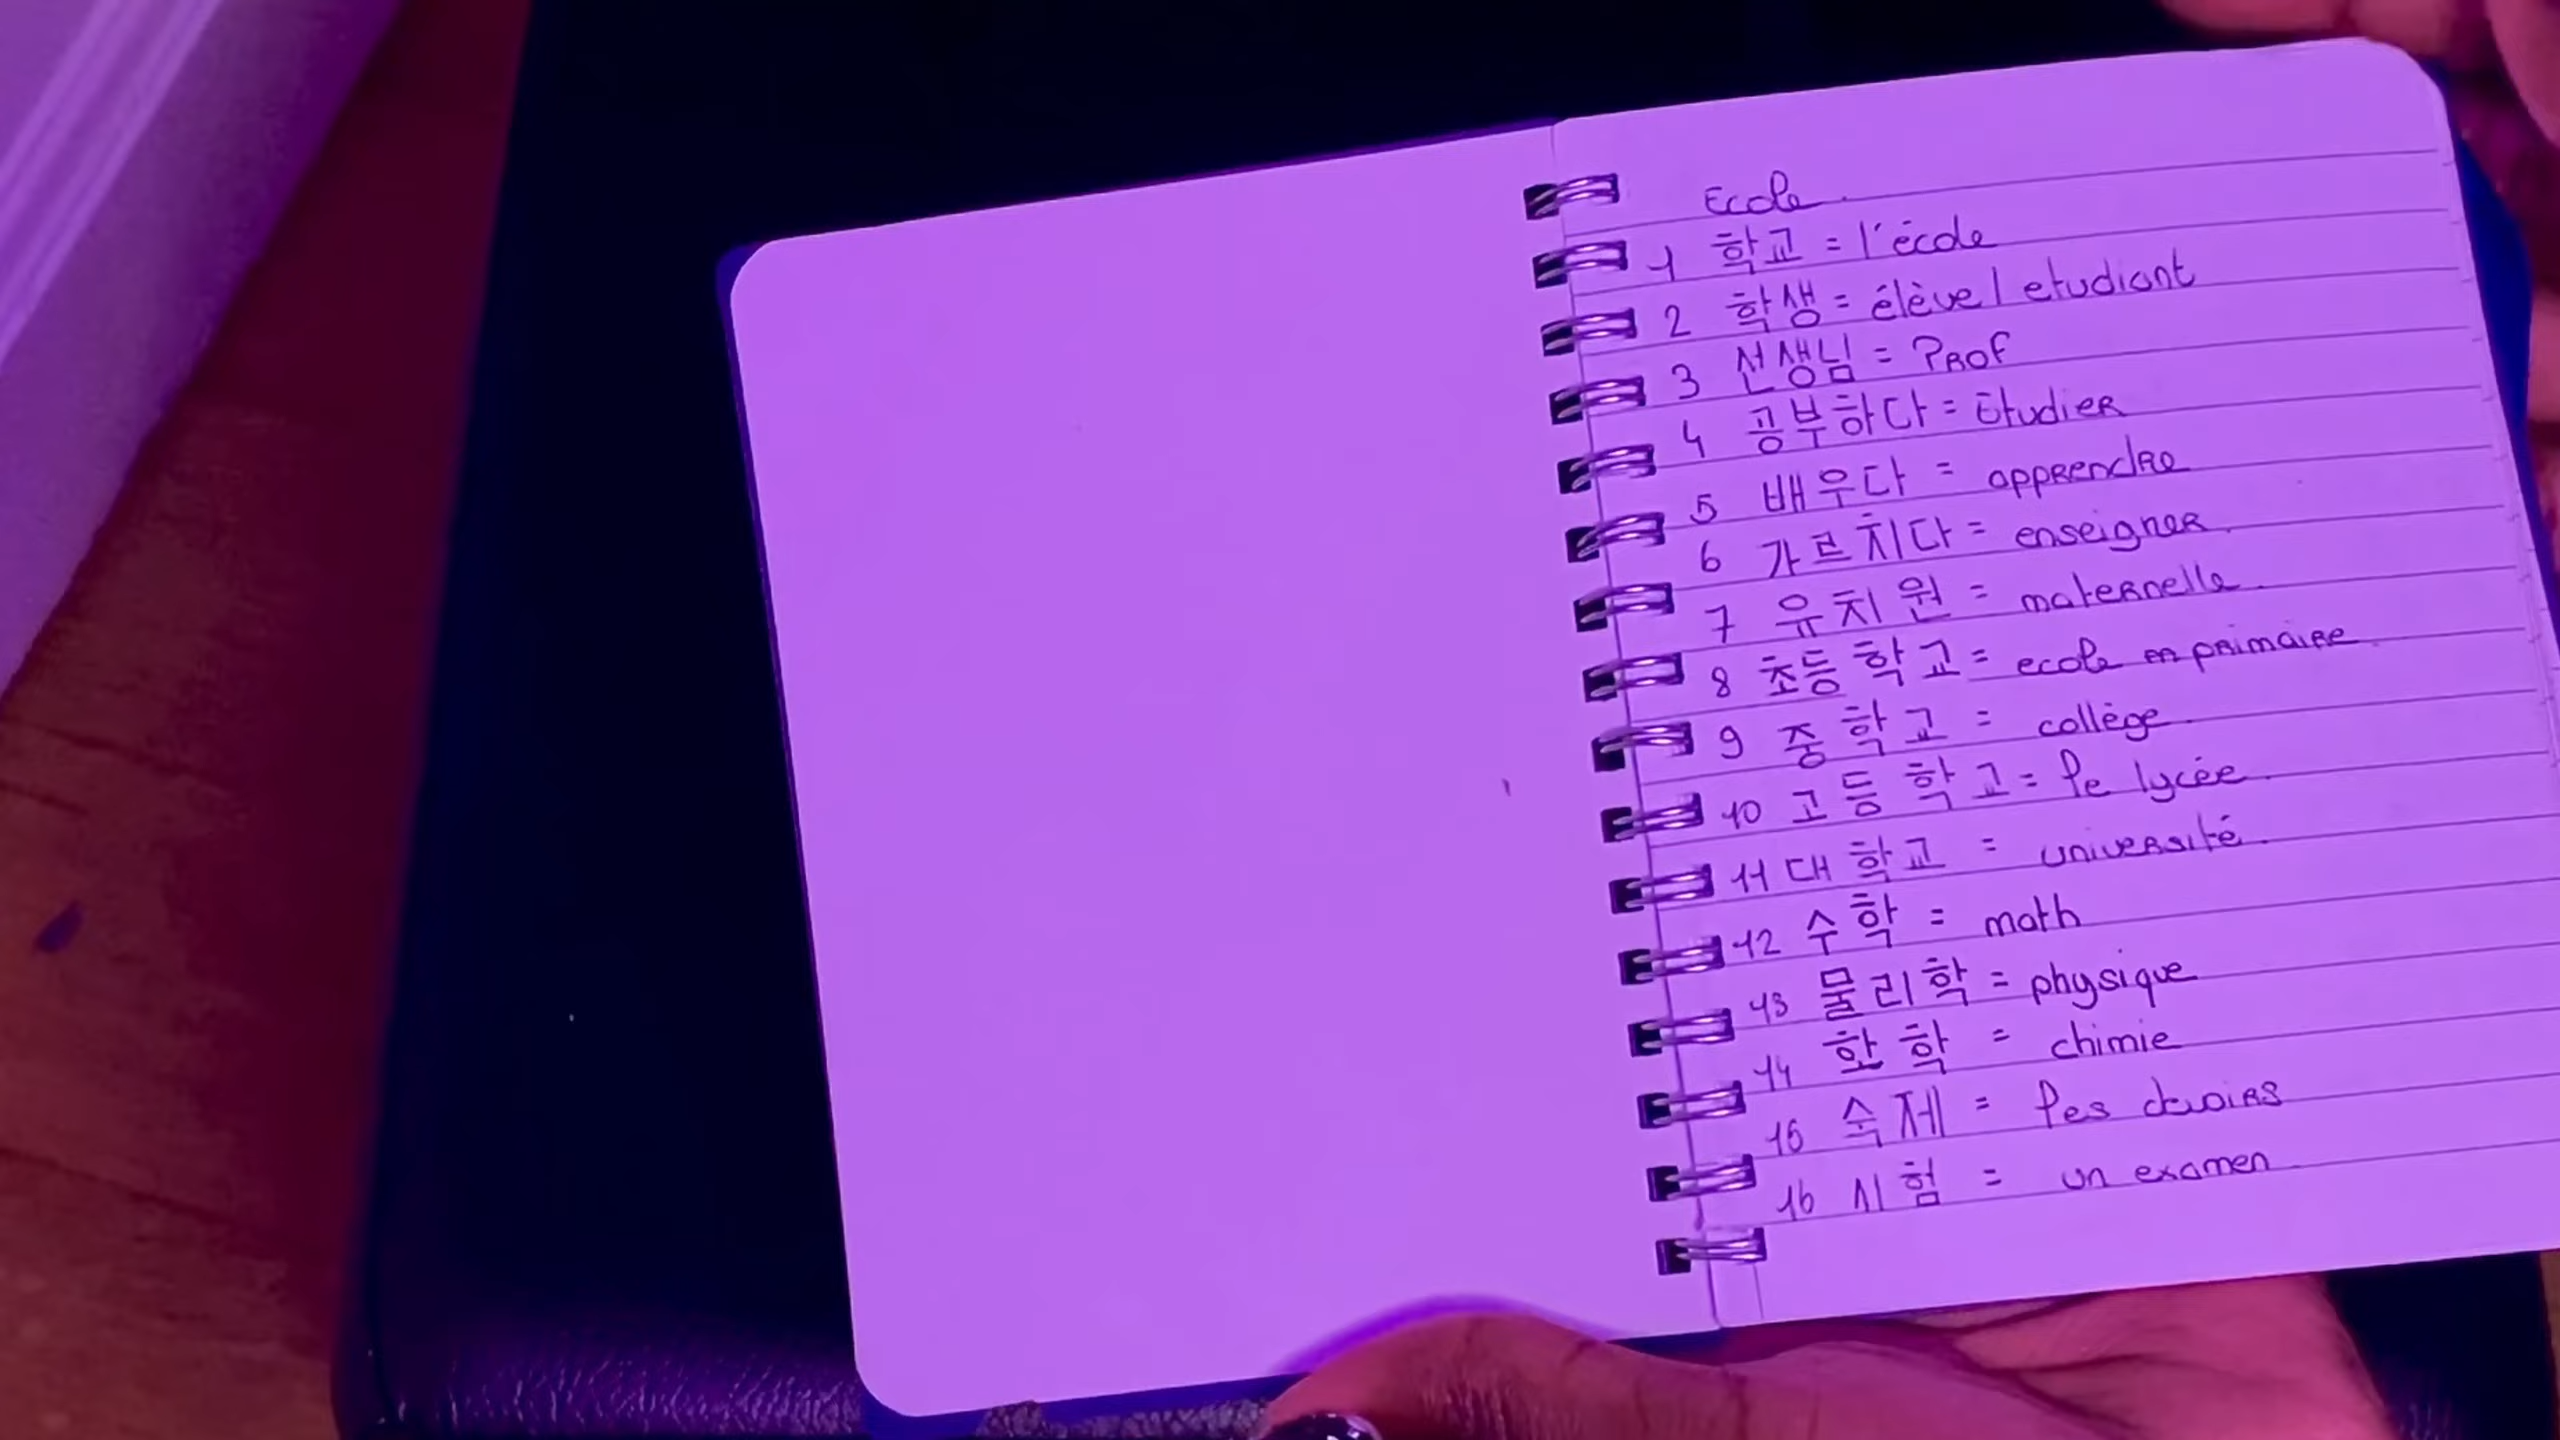 Ecole.
1 학교 = l'école
2 학생 = élève / etudiant
3 선생님 = Prof
4 공부하다 = Etudier
5 배우다 = apprendre
6 가르치다 = enseigner.
7 유치원 = maternelle.
8 초등학교 = ecole en primaire.
9 중학교 = collège.
10 고등학교 = le lycée.
11 대학교 = université.
12 수학 = math
13 물리학 = physique
14 화학 = chimie
15 숙제 = les devoirs
16 시험 = un examen.